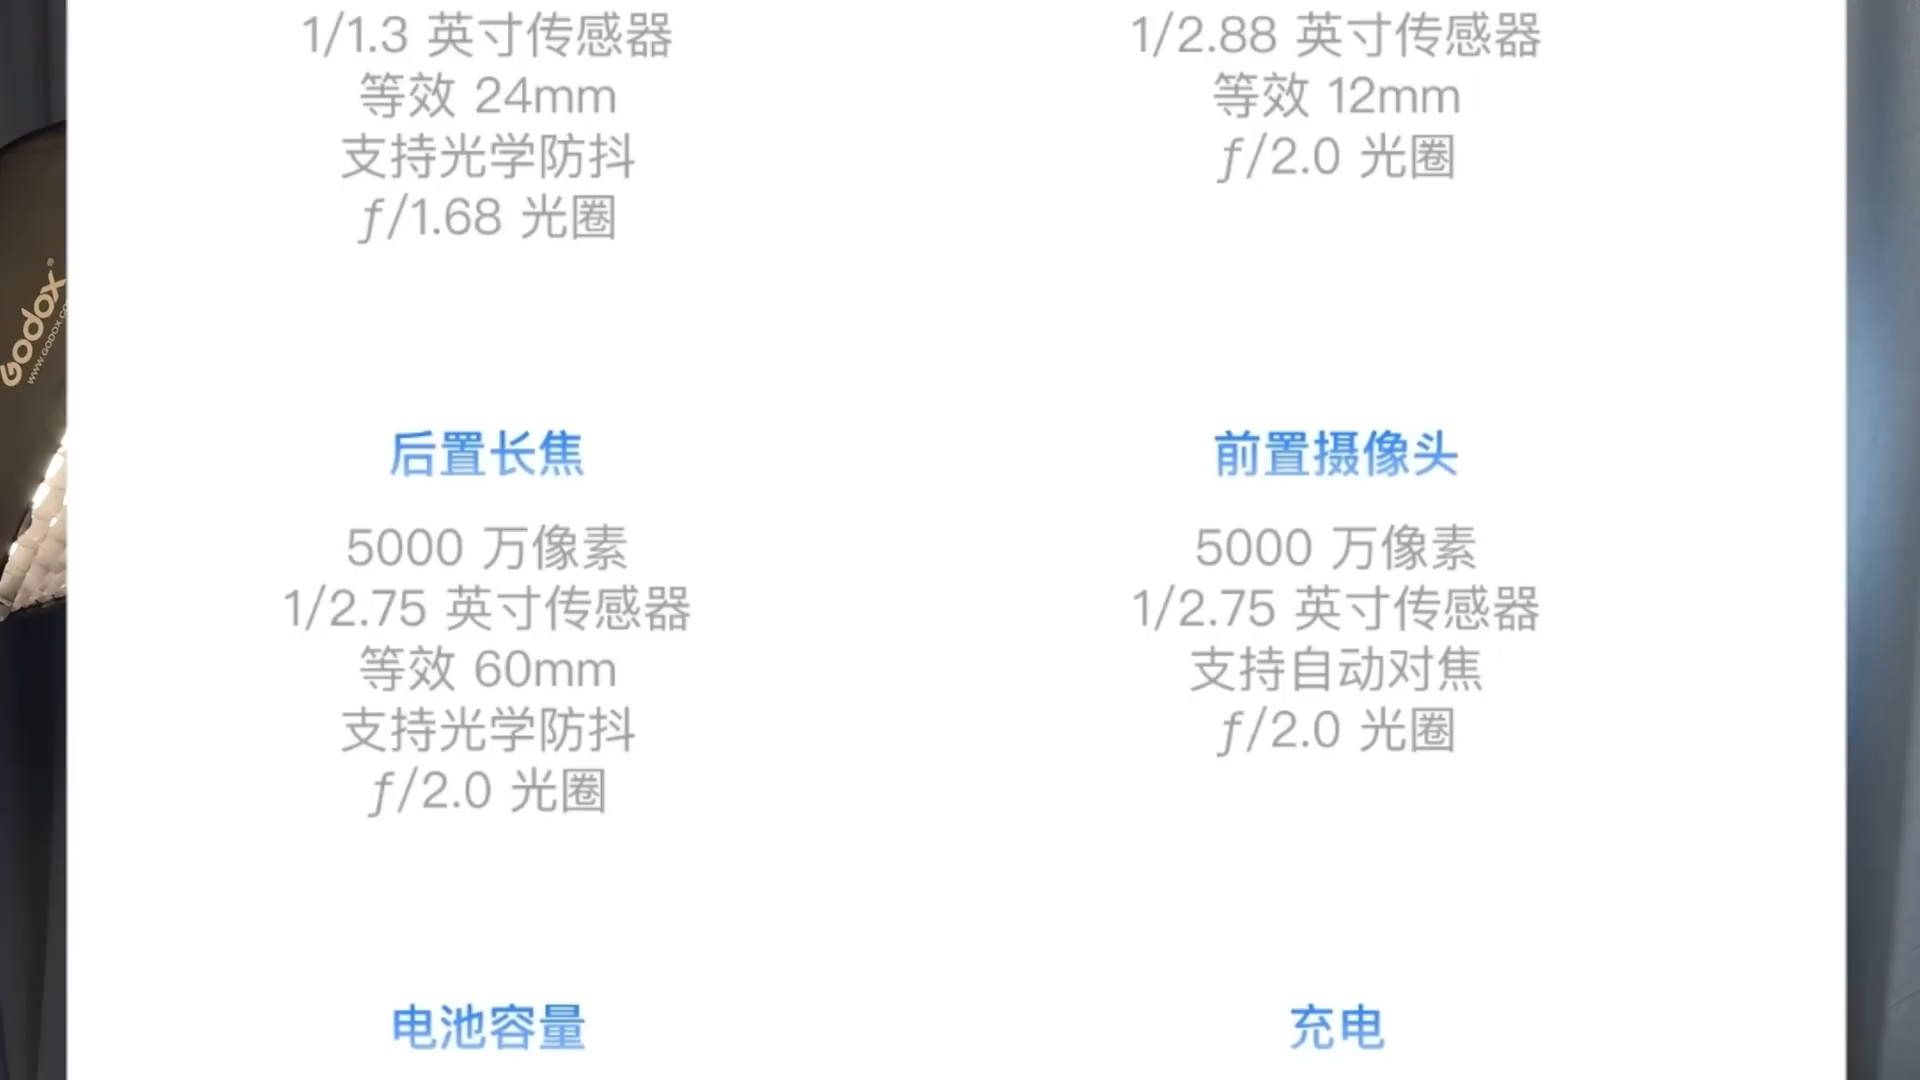 1/1.3 英寸传感器
等效 24mm
支持光学防抖
ƒ/1.68 光圈
1/2.88 英寸传感器
等效 12mm
ƒ/2.0 光圈
Godox
www.GODOX.CO
后置长焦
5000 万像素
1/2.75 英寸传感器
等效 60mm
支持光学防抖
ƒ/2.0 光圈
前置摄像头
5000 万像素
1/2.75 英寸传感器
支持自动对焦
ƒ/2.0 光圈
电池容量
充电